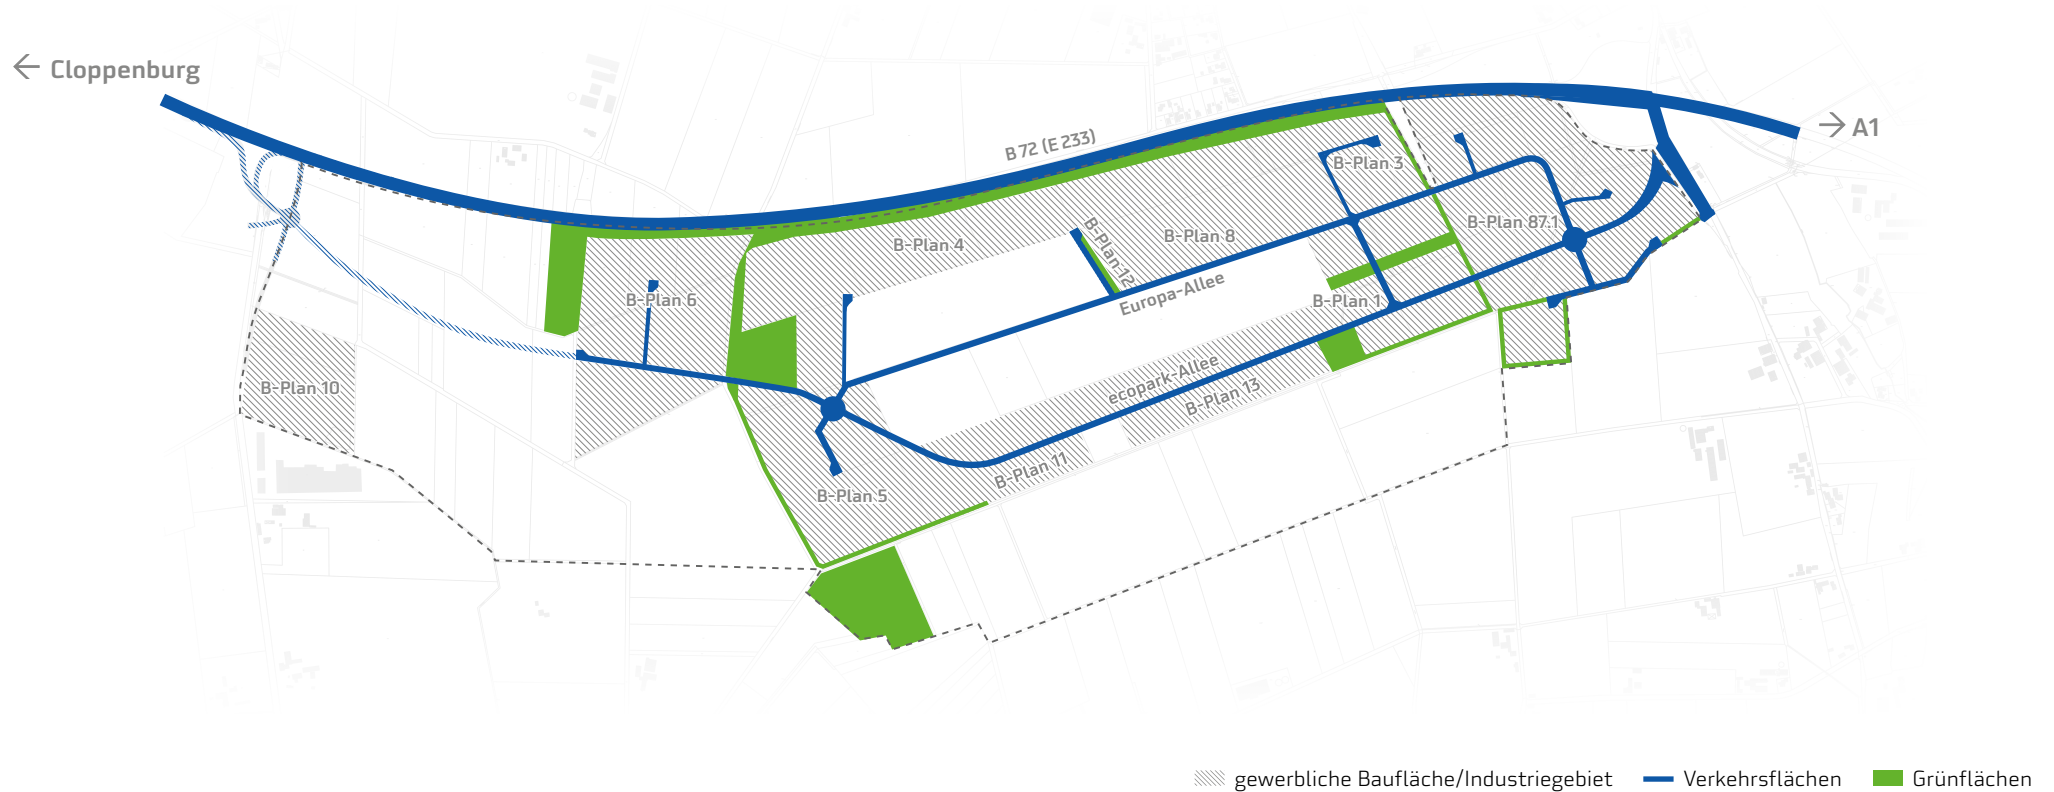 ← Cloppenburg
→ A1
B 72 (E 233)
B-Plan 3
B-Plan 87.1
B-Plan 8
B-Plan 4
B-Plan 12
Europa-Allee
B-Plan 1
B-Plan 6
B-Plan 10
ecopark-Allee
B-Plan 13
B-Plan 11
B-Plan 5
gewerbliche Baufläche/Industriegebiet
Verkehrsflächen
Grünflächen